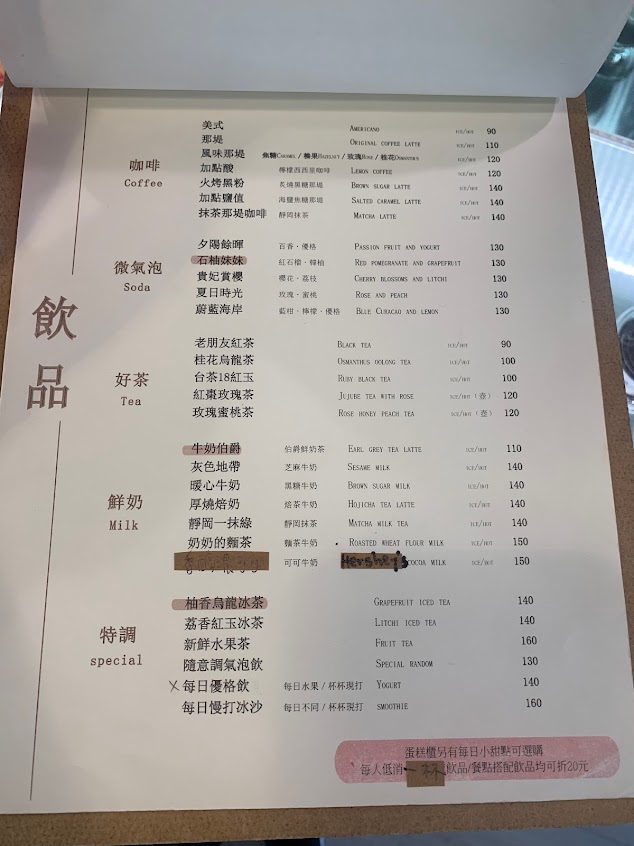 飲品
咖啡
Coffee
美式 AMERICANO ICE/HOT 90
那堤 ORIGINAL COFFEE LATTE ICE/HOT 110
風味那堤 焦糖CARAMEL / 榛果HAZELNUT / 玫瑰ROSE / 桂花OSMANTHUS ICE/HOT 120
加點酸 檸檬西西里咖啡 LEMON COFFEE ICE/HOT 120
火烤黑粉 炙燒黑糖那堤 BROWN SUGAR LATTE ICE/HOT 140
加點鹽值 海鹽焦糖那堤 SALTED CARAMEL LATTE ICE/HOT 140
抹茶那堤咖啡 靜岡抹茶 MATCHA LATTE ICE/HOT 140
微氣泡
Soda
夕陽餘暉 百香・優格 PASSION FRUIT AND YOGURT 130
石柚妹妹 紅石榴・韓柚 RED POMEGRANATE AND GRAPEFRUIT 130
貴妃賞櫻 櫻花・荔枝 CHERRY BLOSSOMS AND LITCHI 130
夏日時光 玫瑰・蜜桃 ROSE AND PEACH 130
蔚藍海岸 藍柑・檸檬・優格 BLUE CURACAO AND LEMON 130
好茶
Tea
老朋友紅茶 BLACK TEA ICE/HOT 90
桂花烏龍茶 OSMANTHUS OOLONG TEA ICE/HOT 100
台茶18紅玉 RUBY BLACK TEA ICE/HOT 100
紅棗玫瑰茶 JUJUBE TEA WITH ROSE ICE/HOT (壺) 120
玫瑰蜜桃茶 ROSE HONEY PEACH TEA ICE/HOT (壺) 120
鮮奶
Milk
牛奶伯爵 伯爵鮮奶茶 EARL GREY TEA LATTE ICE/HOT 110
灰色地帶 芝麻牛奶 SESAME MILK ICE/HOT 140
暖心牛奶 黑糖牛奶 BROWN SUGAR MILK ICE/HOT 140
厚燒焙奶 焙茶牛奶 HOJICHA TEA LATTE ICE/HOT 140
靜岡一抹綠 靜岡抹茶 MATCHA MILK TEA ICE/HOT 140
奶奶的麵茶 麵茶牛奶 ROASTED WHEAT FLOUR MILK ICE/HOT 150
可可牛奶 Hershey's COCOA MILK ICE/HOT 150
特調
special
柚香烏龍冰茶 GRAPEFRUIT ICED TEA 140
荔香紅玉冰茶 LITCHI ICED TEA 140
新鮮水果茶 FRUIT TEA 160
隨意調氣泡飲 SPECIAL RANDOM 130
×每日優格飲 每日水果 / 杯杯現打 YOGURT 140
每日慢打冰沙 每日不同 / 杯杯現打 SMOOTHIE 160
蛋糕櫃另有每日小甜點可選購
每人低消一杯飲品/餐點搭配飲品均可折20元